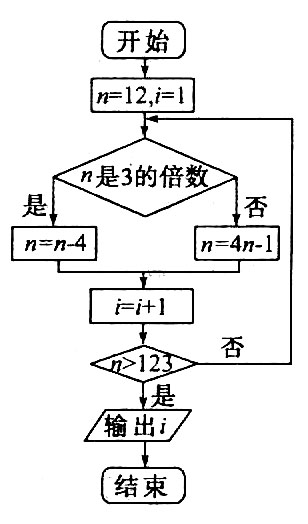 开始
n=12,i=1
n是3的倍数
是
否
n=n-4
n=4n-1
i=i+1
n>123
否
是
输出i
结束